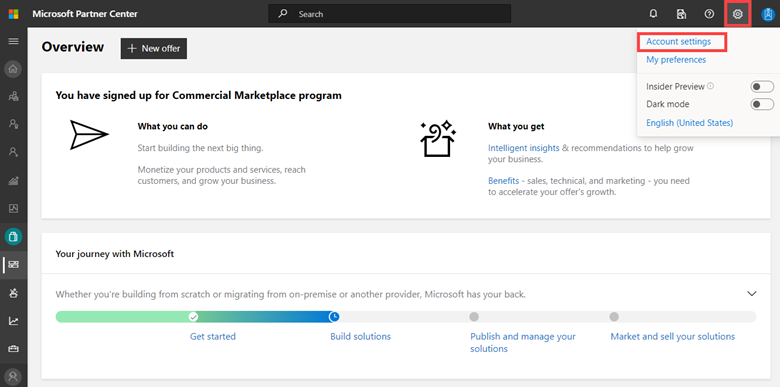 Microsoft Partner Center
Search
Overview
New offer
Account settings
My preferences
Insider Preview
Dark mode
English (United States)
You have signed up for Commercial Marketplace program
What you can do
Start building the next big thing.
Monetize your products and services, reach
customers, and grow your business.
What you get
Intelligent insights & recommendations to help grow
your business.
Benefits - sales, technical, and marketing - you need
to accelerate your offer's growth.
Your journey with Microsoft
Whether you're building from scratch or migrating from on-premise or another provider, Microsoft has your back.
Get started
Build solutions
Publish and manage your
solutions
Market and sell your solutions